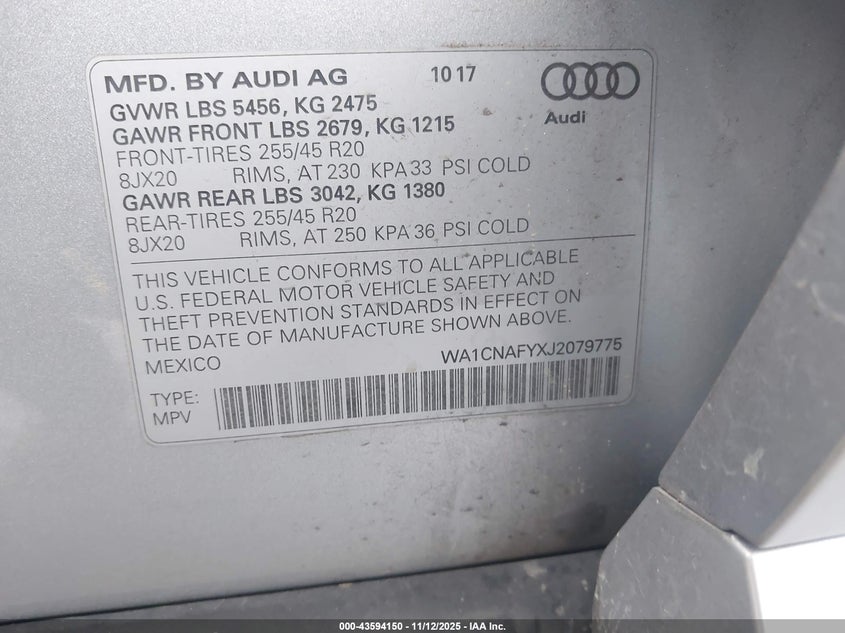 MFD. BY AUDI AG 10 17
GVWR LBS 5456, KG 2475
GAWR FRONT LBS 2679, KG 1215
Audi
FRONT-TIRES 255/45 R20
8JX20 RIMS, AT 230 KPA 33 PSI COLD
GAWR REAR LBS 3042, KG 1380
REAR-TIRES 255/45 R20
8JX20 RIMS, AT 250 KPA 36 PSI COLD
THIS VEHICLE CONFORMS TO ALL APPLICABLE
U.S. FEDERAL MOTOR VEHICLE SAFETY AND
THEFT PREVENTION STANDARDS IN EFFECT ON
THE DATE OF MANUFACTURE SHOWN ABOVE.
MEXICO WA1CNAFYXJ2079775
TYPE:
MPV
000-43594150 - 11/12/2025 - IAA Inc.